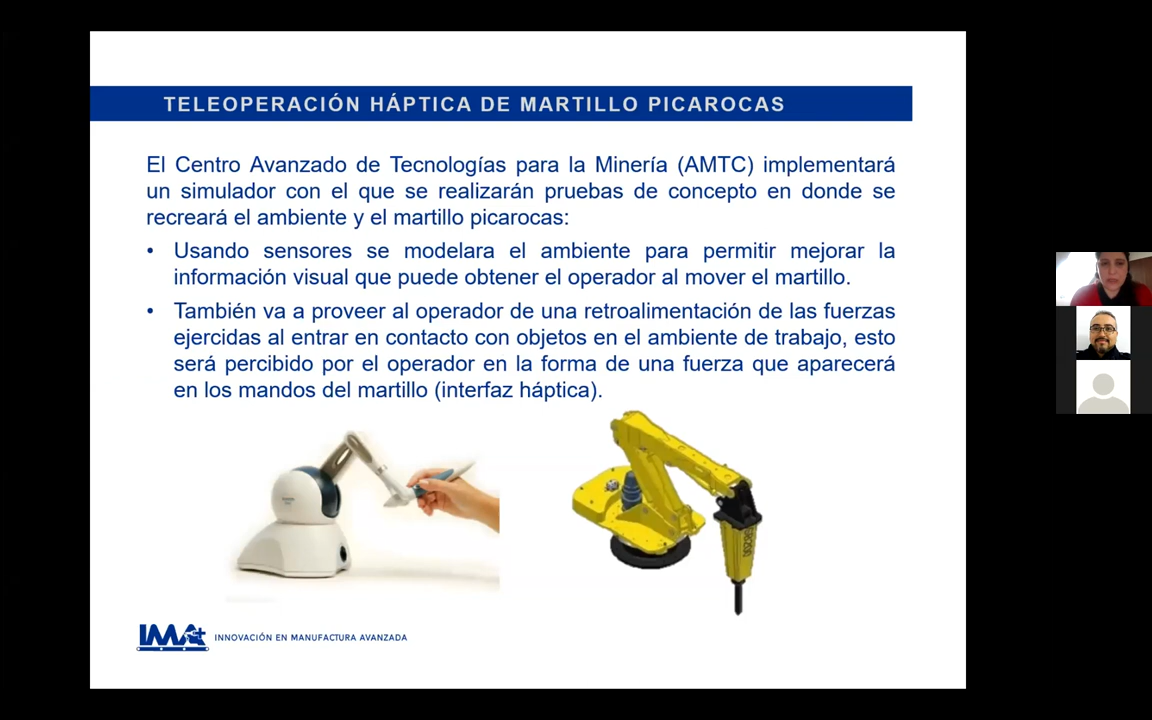 TELEOPERACIÓN HÁPTICA DE MARTILLO PICAROCAS
El Centro Avanzado de Tecnologías para la Minería (AMTC) implementará
un simulador con el que se realizarán pruebas de concepto en donde se
recreará el ambiente y el martillo picarocas:
• Usando sensores se modelara el ambiente para permitir mejorar la
información visual que puede obtener el operador al mover el martillo.
• También va a proveer al operador de una retroalimentación de las fuerzas
ejercidas al entrar en contacto con objetos en el ambiente de trabajo, esto
será percibido por el operador en la forma de una fuerza que aparecerá
en los mandos del martillo (interfaz háptica).
IMA+ INNOVACIÓN EN MANUFACTURA AVANZADA